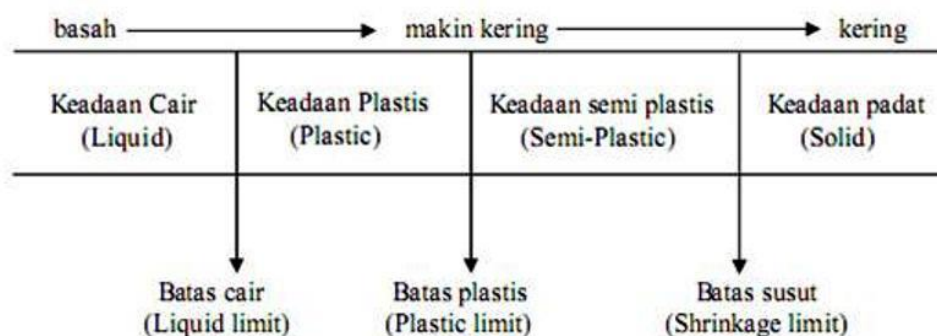 basah makin kering kering
Keadaan Cair Keadaan Plastis Keadaan semi plastis Keadaan padat
(Liquid) (Plastic) (Semi-Plastic) (Solid)
Batas cair Batas plastis Batas susut
(Liquid limit) (Plastic limit) (Shrinkage limit)